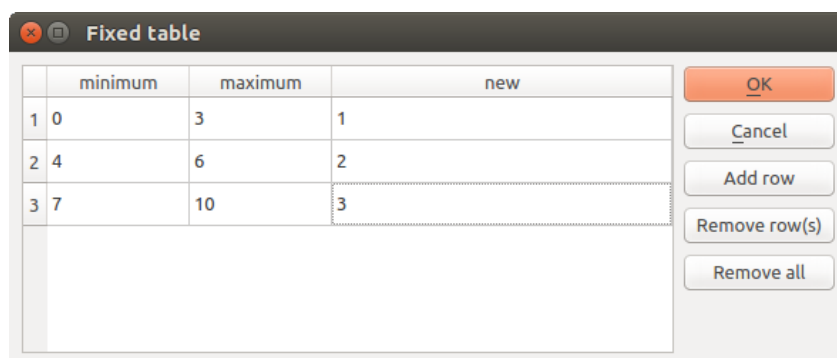 Fixed table
minimum maximum new
1 0 3 1
2 4 6 2
3 7 10 3
OK
Cancel
Add row
Remove row(s)
Remove all